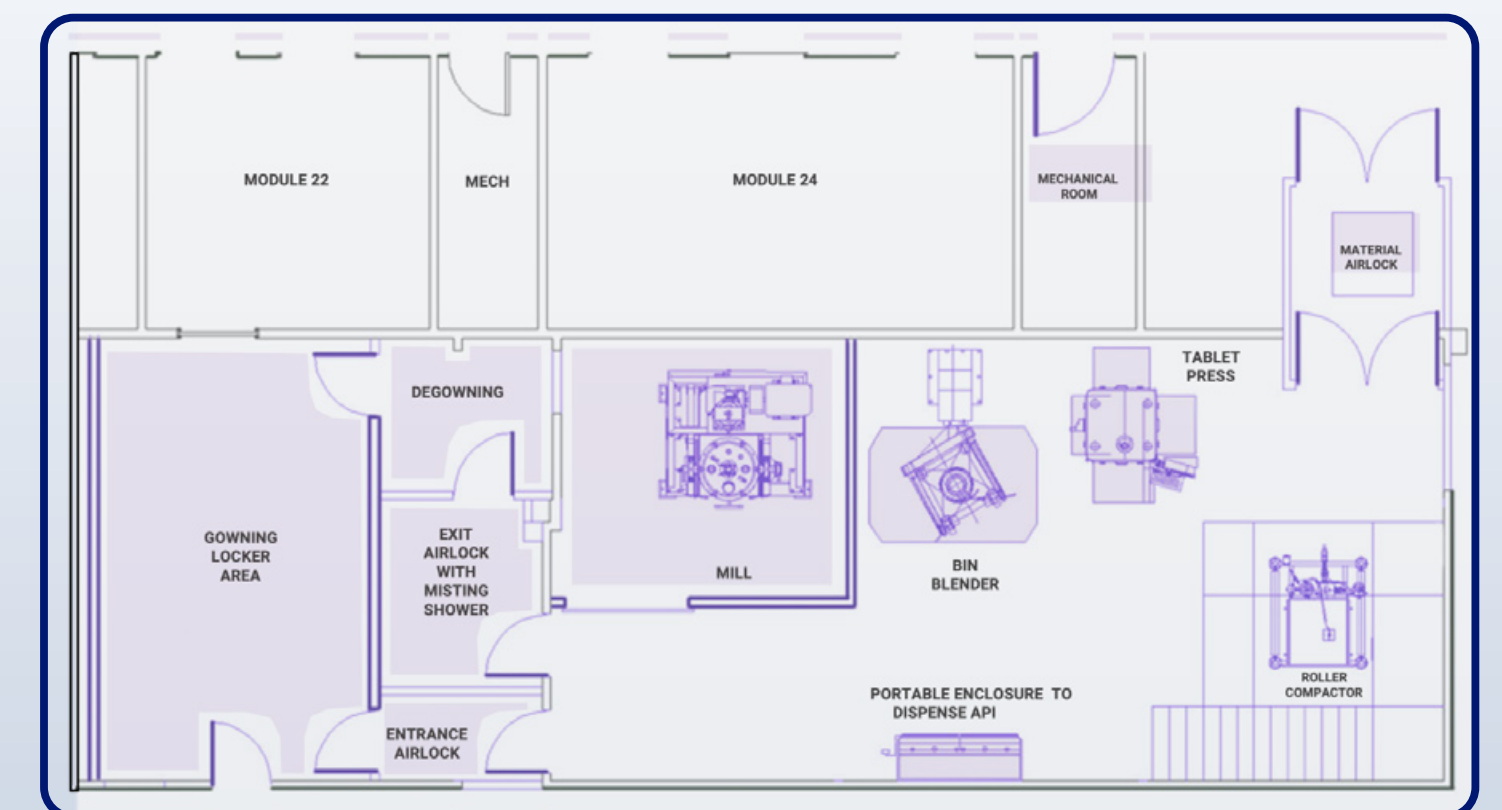 MODULE 22
MECH
MODULE 24
MECHANICAL
ROOM
MATERIAL
AIRLOCK
TABLET
PRESS
DEGOWNING
GOWNING
LOCKER
AREA
EXIT
AIRLOCK
WITH
MISTING
SHOWER
MILL
BIN
BLENDER
ROLLER
COMPACTOR
PORTABLE ENCLOSURE TO
DISPENSE API
ENTRANCE
AIRLOCK